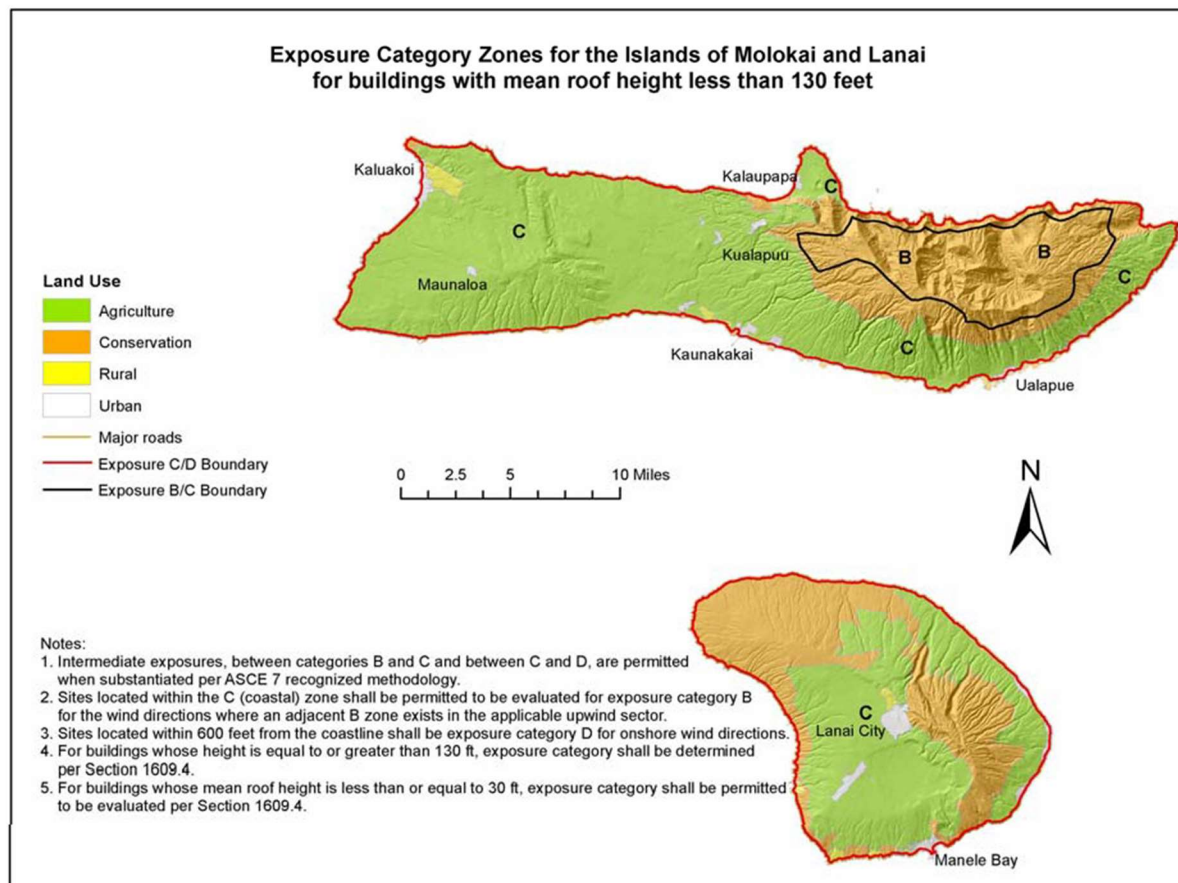 Exposure Category Zones for the Islands of Molokai and Lanai
for buildings with mean roof height less than 130 feet
Kaluakoi
Kalaupapa
C
C
Kualapuu
B
B
C
Maunaloa
Kaunakakai
C
Ualapue
Land Use
Agriculture
Conservation
Rural
Urban
Major roads
Exposure C/D Boundary
Exposure B/C Boundary
0 2.5 5 10 Miles
N
Notes:
1. Intermediate exposures, between categories B and C and between C and D, are permitted
when substantiated per ASCE 7 recognized methodology.
2. Sites located within the C (coastal) zone shall be permitted to be evaluated for exposure category B
for the wind directions where an adjacent B zone exists in the applicable upwind sector.
3. Sites located within 600 feet from the coastline shall be exposure category D for onshore wind directions.
4. For buildings whose height is equal to or greater than 130 ft, exposure category shall be determined
per Section 1609.4.
5. For buildings whose mean roof height is less than or equal to 30 ft, exposure category shall be permitted
to be evaluated per Section 1609.4.
C
Lanai City
Manele Bay